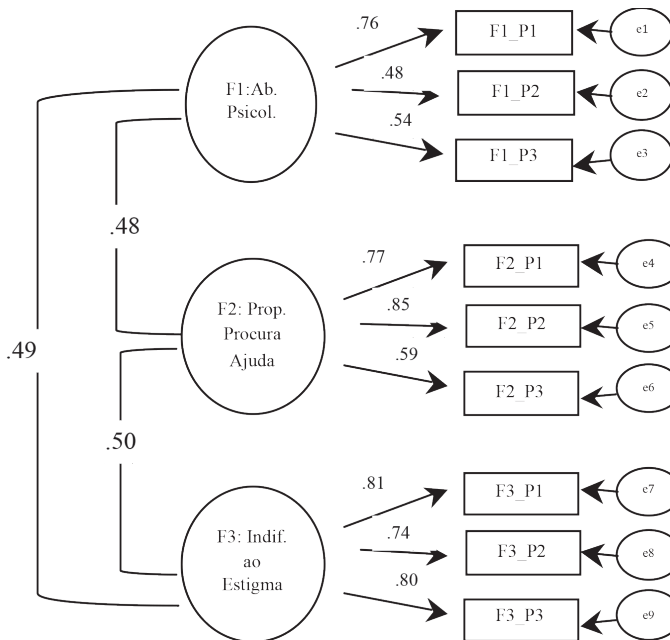 .76
F1_P1
e1
F1:Ab.
Psicol.
.48
F1_P2
e2
.54
F1_P3
e3
.48
.77
F2_P1
e4
F2: Prop.
Procura
Ajuda
.85
F2_P2
e5
.49
.59
F2_P3
e6
.50
.81
F3_P1
e7
F3: Indif.
ao
Estigma
.74
F3_P2
e8
.80
F3_P3
e9